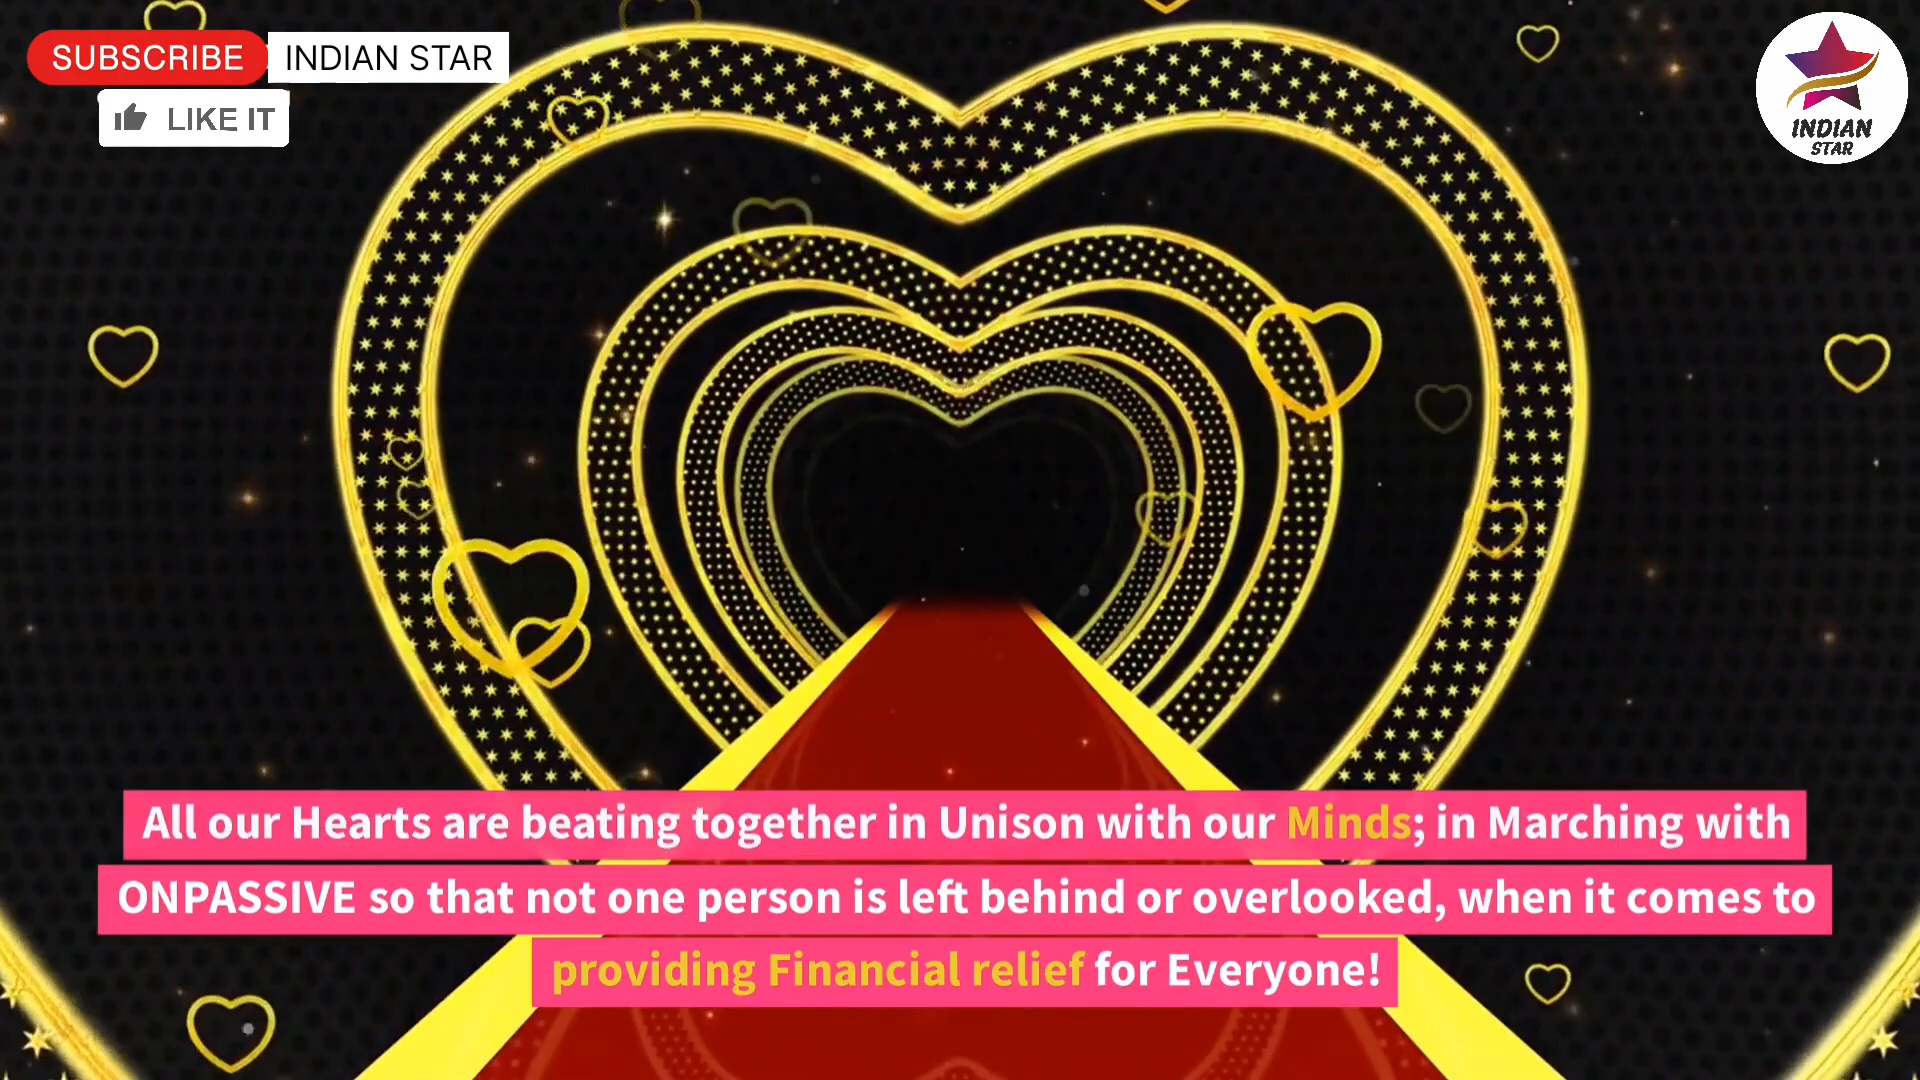 SUBSCRIBE INDIAN STAR
LIKE IT
INDIAN
STAR
All our Hearts are beating together in Unison with our Minds; in Marching with
ONPASSIVE so that not one person is left behind or overlooked, when it comes to
providing Financial relief for Everyone!